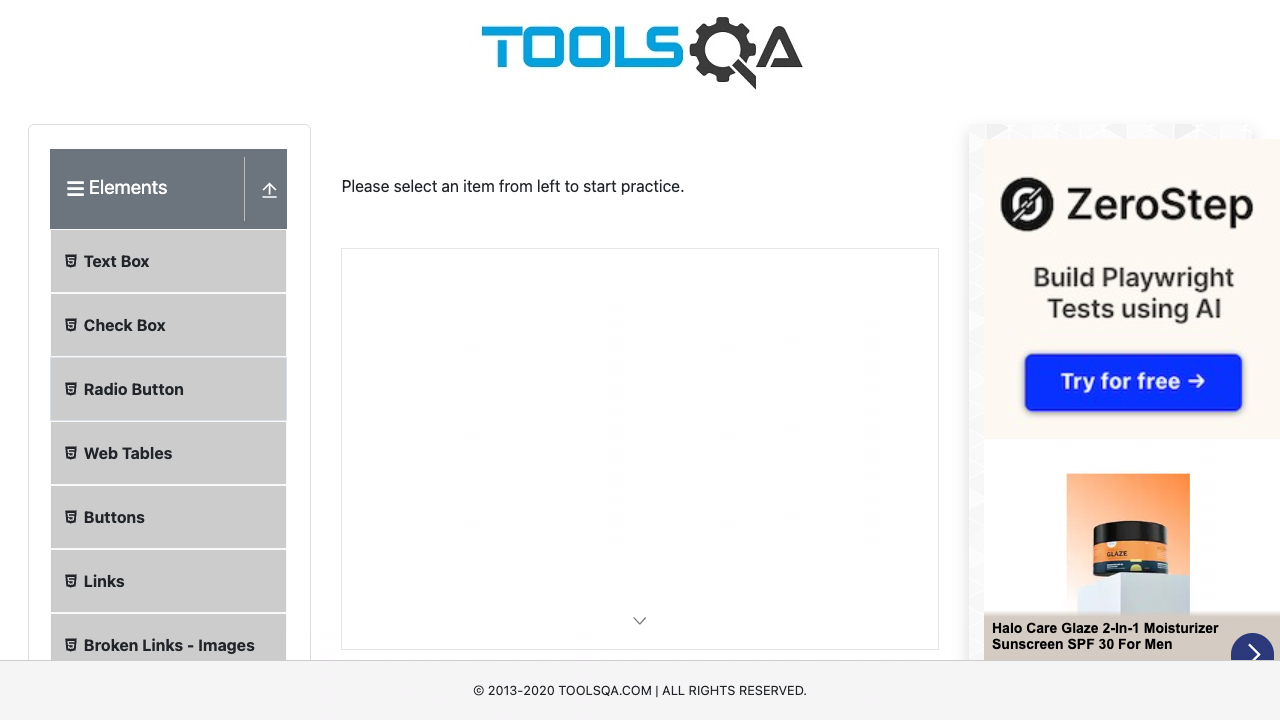 TOOLSQA
Elements
Please select an item from left to start practice.
Text Box
Check Box
Radio Button
Web Tables
Buttons
Links
Broken Links - Images
ZeroStep
Build Playwright
Tests using AI
Try for free →
GLAZE
Halo Care Glaze 2-In-1 Moisturizer
Sunscreen SPF 30 For Men
© 2013-2020 TOOLSQA.COM | ALL RIGHTS RESERVED.